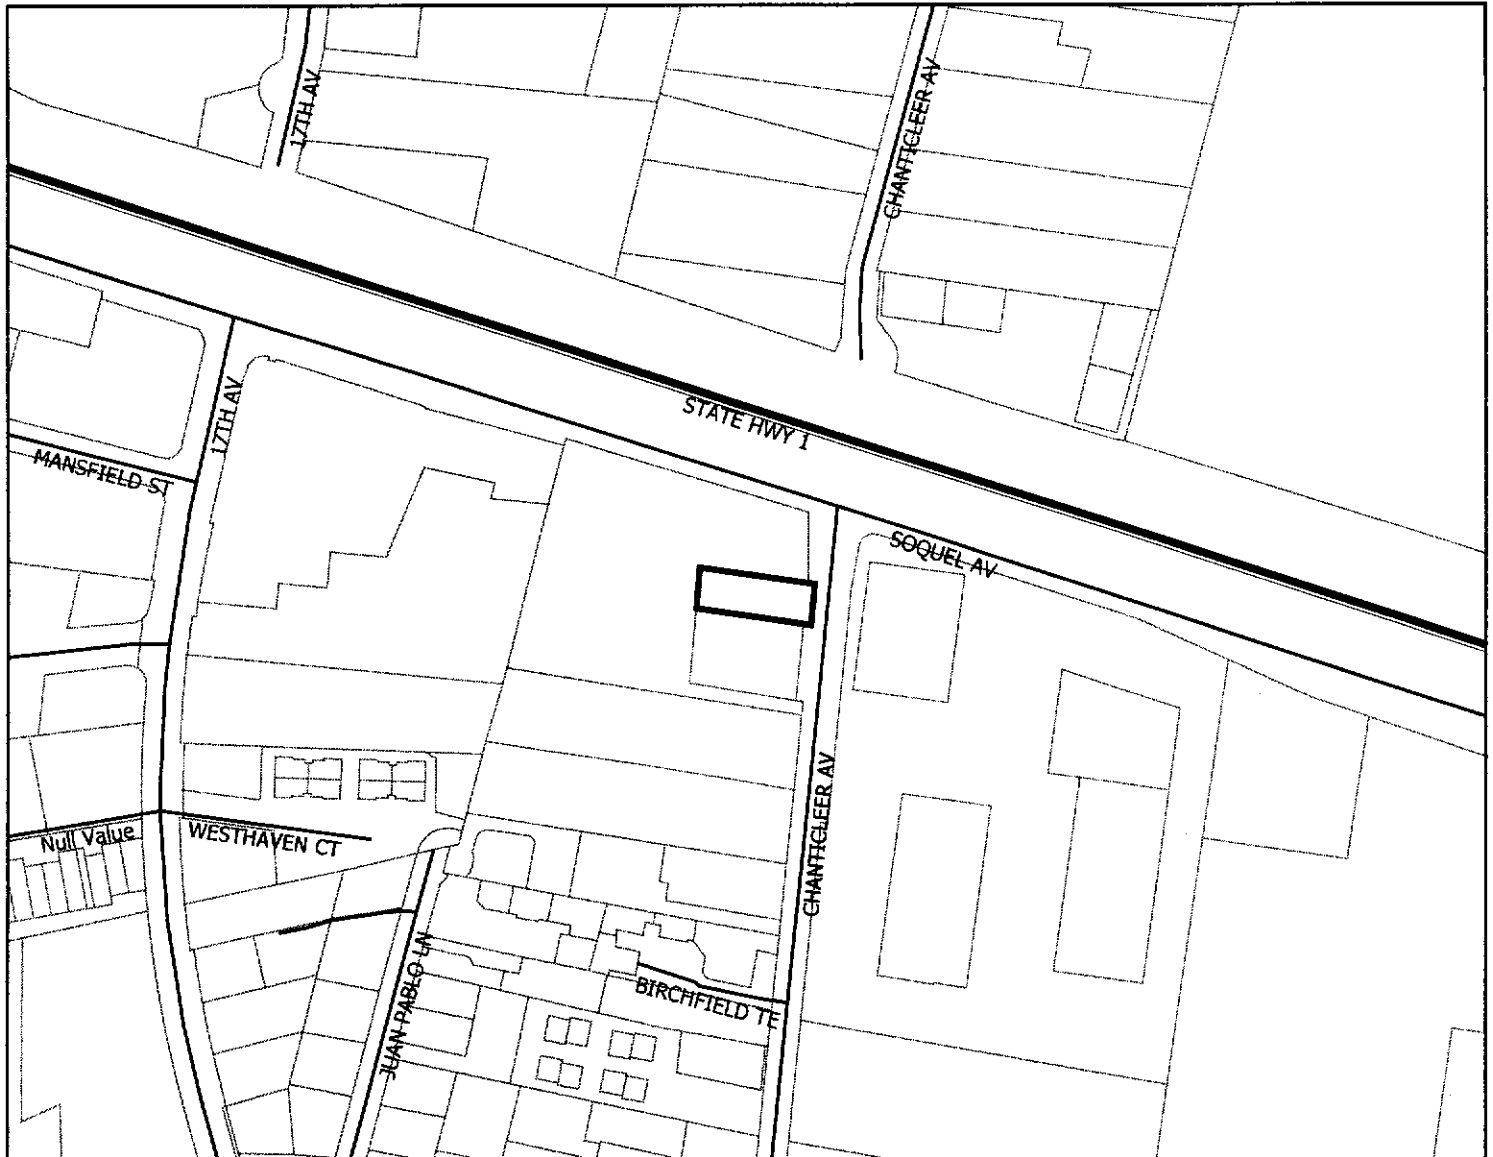 17TH AV
CHANTICLEER AV
STATE HWY 1
17TH AV
MANSFIELD ST
SOQUEL AV
CHANTICLEER AV
Null Value
WESTHAVEN CT
JUAN PABLO LN
BIRCHFIELD TE